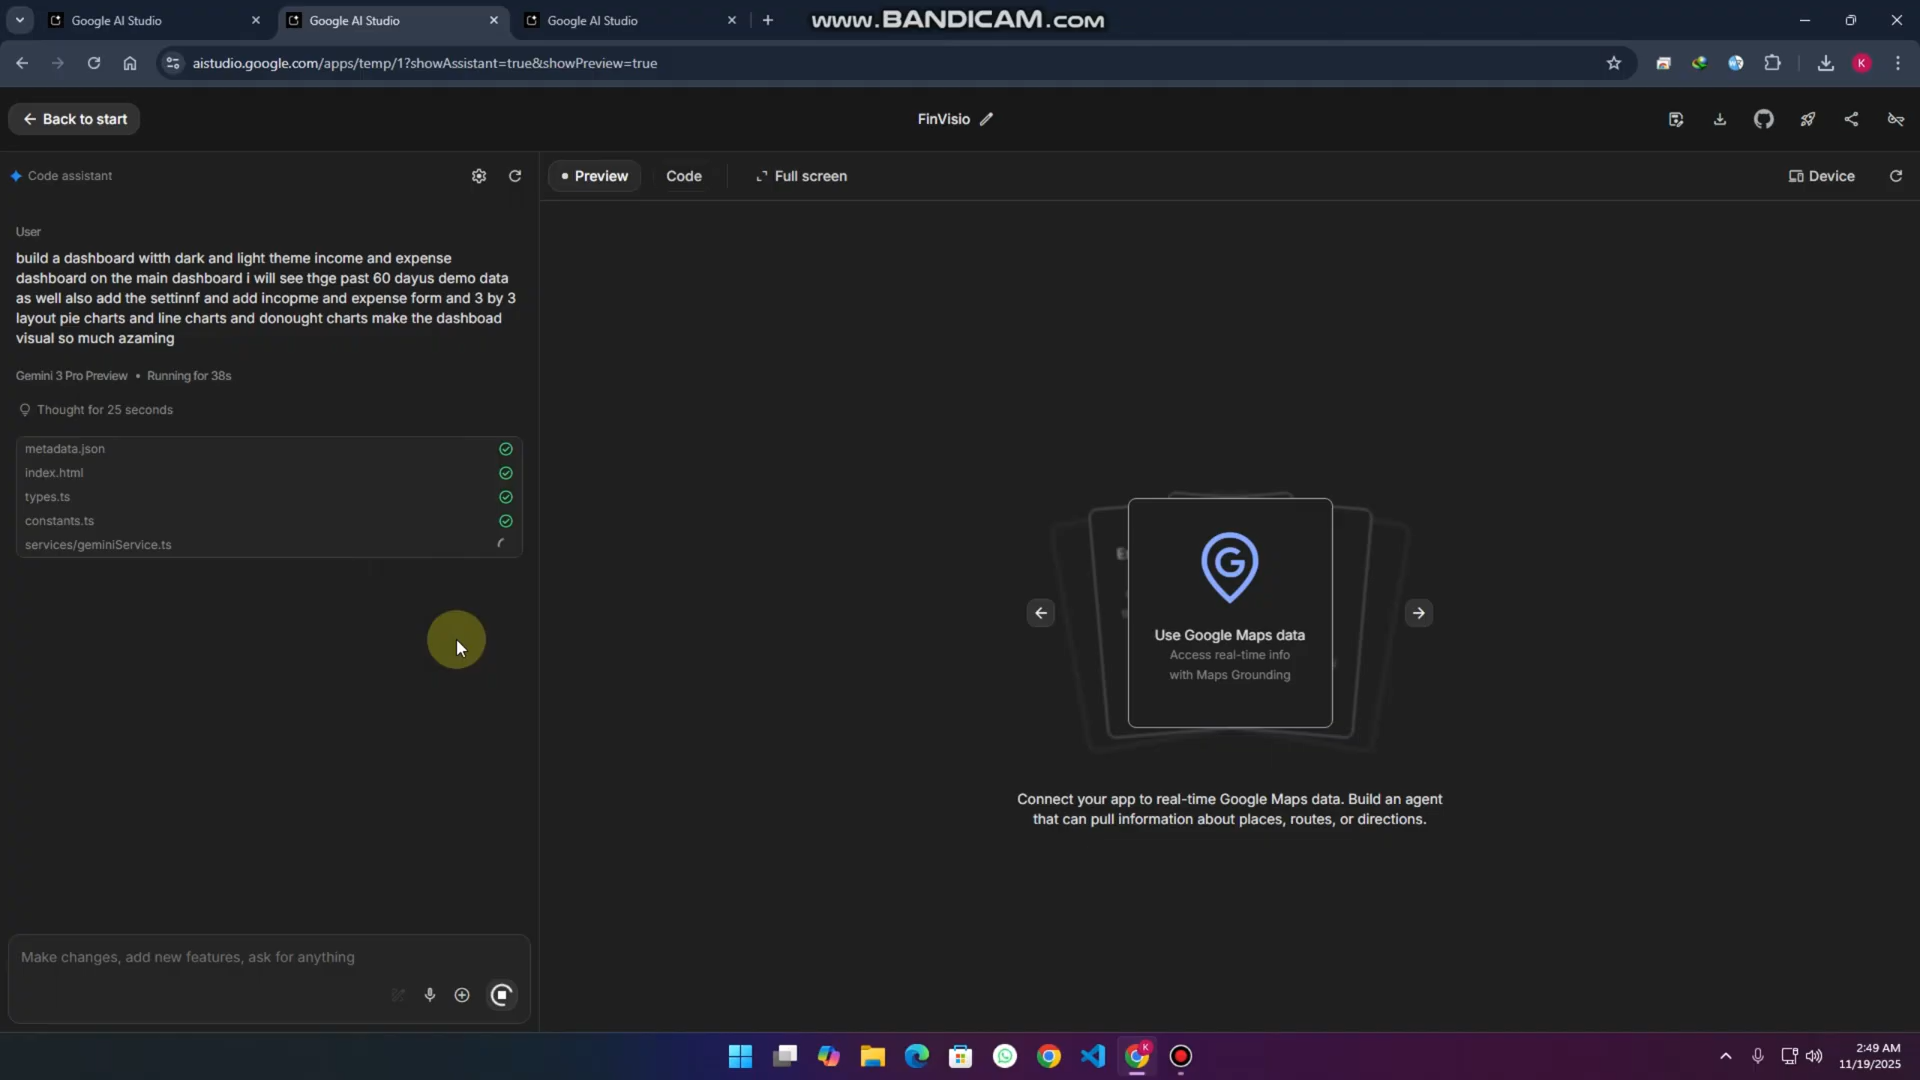 Google AI Studio
Google AI Studio
Google AI Studio
www.BANDICAM.com
aistudio.google.com/apps/temp/1?showAssistant=true&showPreview=true
K
Back to start
FinVisio
Code assistant
Preview
Code
Full screen
Device
User
build a dashboard witth dark and light theme income and expense
dashboard on the main dashboard i will see thge past 60 dayus demo data
as well also add the settinnf and add incopme and expense form and 3 by 3
layout pie charts and line charts and donought charts make the dashboad
visual so much azaming
Gemini 3 Pro Preview • Running for 38s
Thought for 25 seconds
metadata.json
index.html
types.ts
constants.ts
services/geminiService.ts
Use Google Maps data
Access real-time info
with Maps Grounding
Connect your app to real-time Google Maps data. Build an agent
that can pull information about places, routes, or directions.
Make changes, add new features, ask for anything
K
2:49 AM
11/19/2025